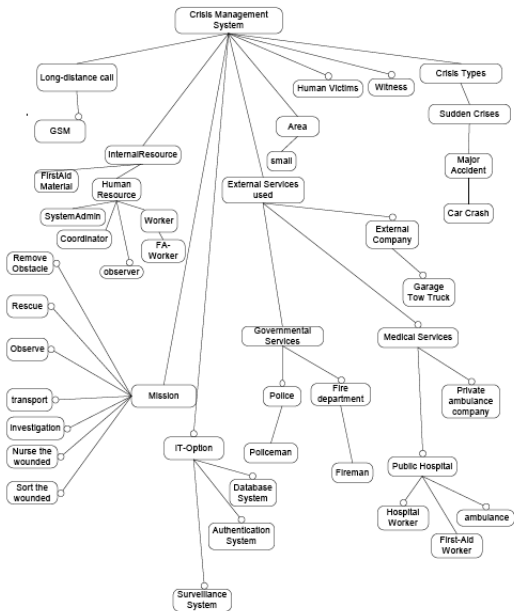 Crisis Management
System
Long-distance call
Human Victims
Witness
Crisis Types
GSM
Area
Sudden Crises
InternalResource
small
Major
Accident
FirstAid
Material
Human
Resource
External Services
used
SystemAdmin
Worker
Car Crash
Coordinator
FA-
Worker
External
Company
observer
Remove
Obstacle
Garage
Tow Truck
Rescue
Governmental
Services
Medical Services
Observe
Mission
Police
Fire
department
Private
ambulance
company
transport
Investigation
IT-Option
Policeman
Nurse the
wounded
Fireman
Public Hospital
Sort the
wounded
Database
System
Hospital
Worker
ambulance
Authentication
System
First-Aid
Worker
Surveillance
System